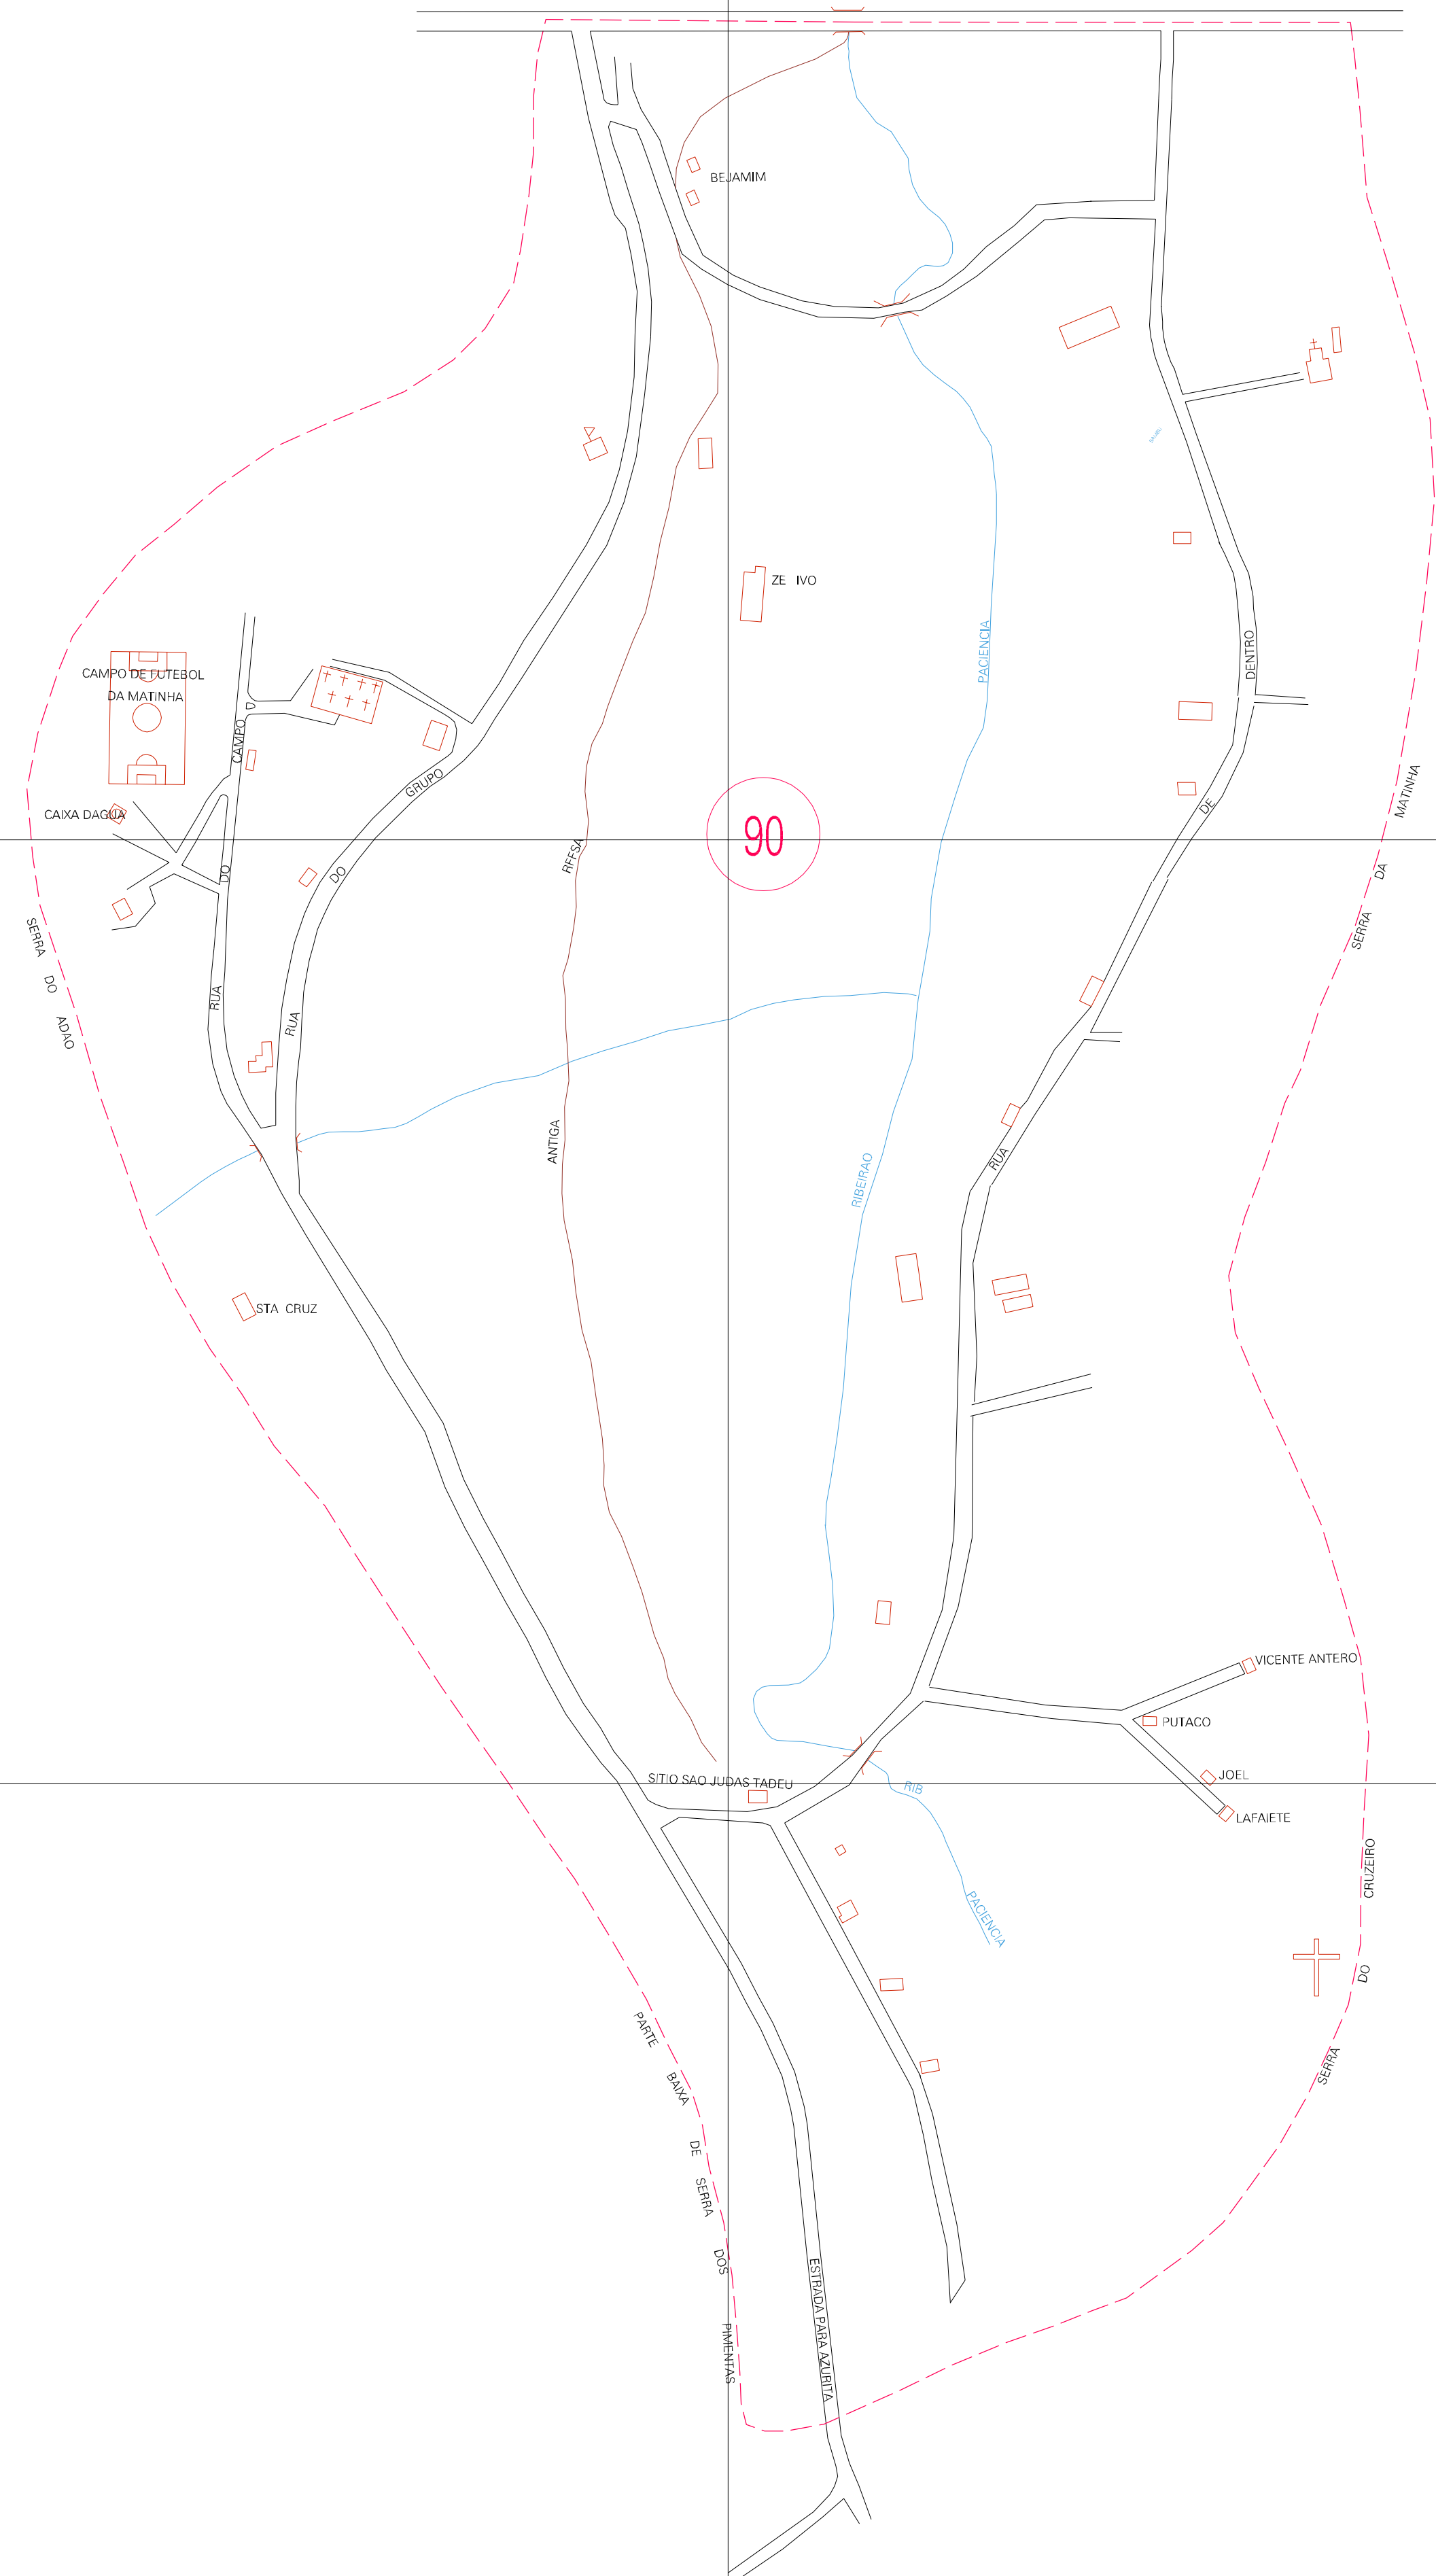 BEJAMIM
ZE IVO
PACIENCIA
CAMPO DE FUTEBOL
DA MATINHA
RUA DO CAMPO
CAIXA DAGUA
RUA DO GRUPO
90
RFFSA
ANTIGA
RUA DE DENTRO
SERRA DA MATINHA
SERRA DO ADAO
RIBEIRAO
STA CRUZ
VICENTE ANTERO
PUTACO
JOEL
LAFAIETE
SITIO SAO JUDAS TADEU
RIB
PACIENCIA
SERRA DO CRUZEIRO
PARTE BAIXA DE SERRA DOS PIMENTAS
ESTRADA PARA AZURITA